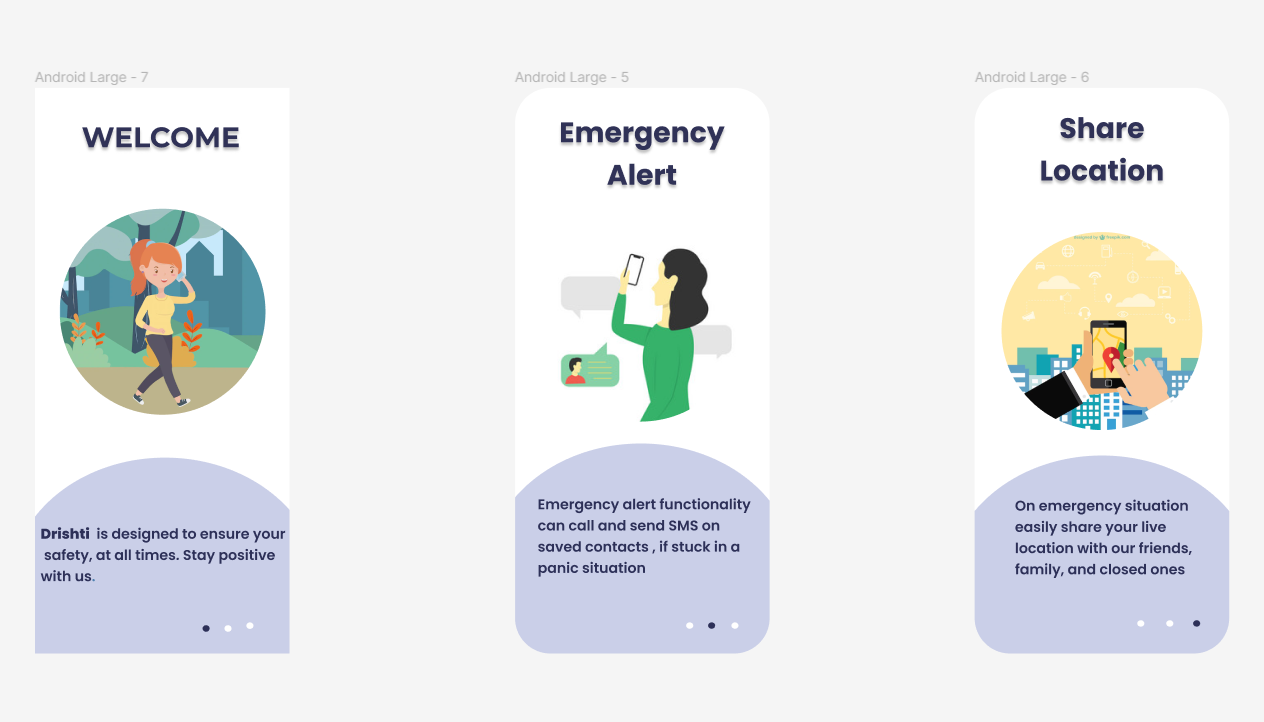 Android Large - 7
WELCOME
Drishti is designed to ensure your
safety, at all times. Stay positive
with us.
Android Large - 5
Emergency
Alert
Emergency alert functionality
can call and send SMS on
saved contacts , if stuck in a
panic situation
Android Large - 6
Share
Location
designed by freepik.com
On emergency situation
easily share your live
location with our friends,
family, and closed ones